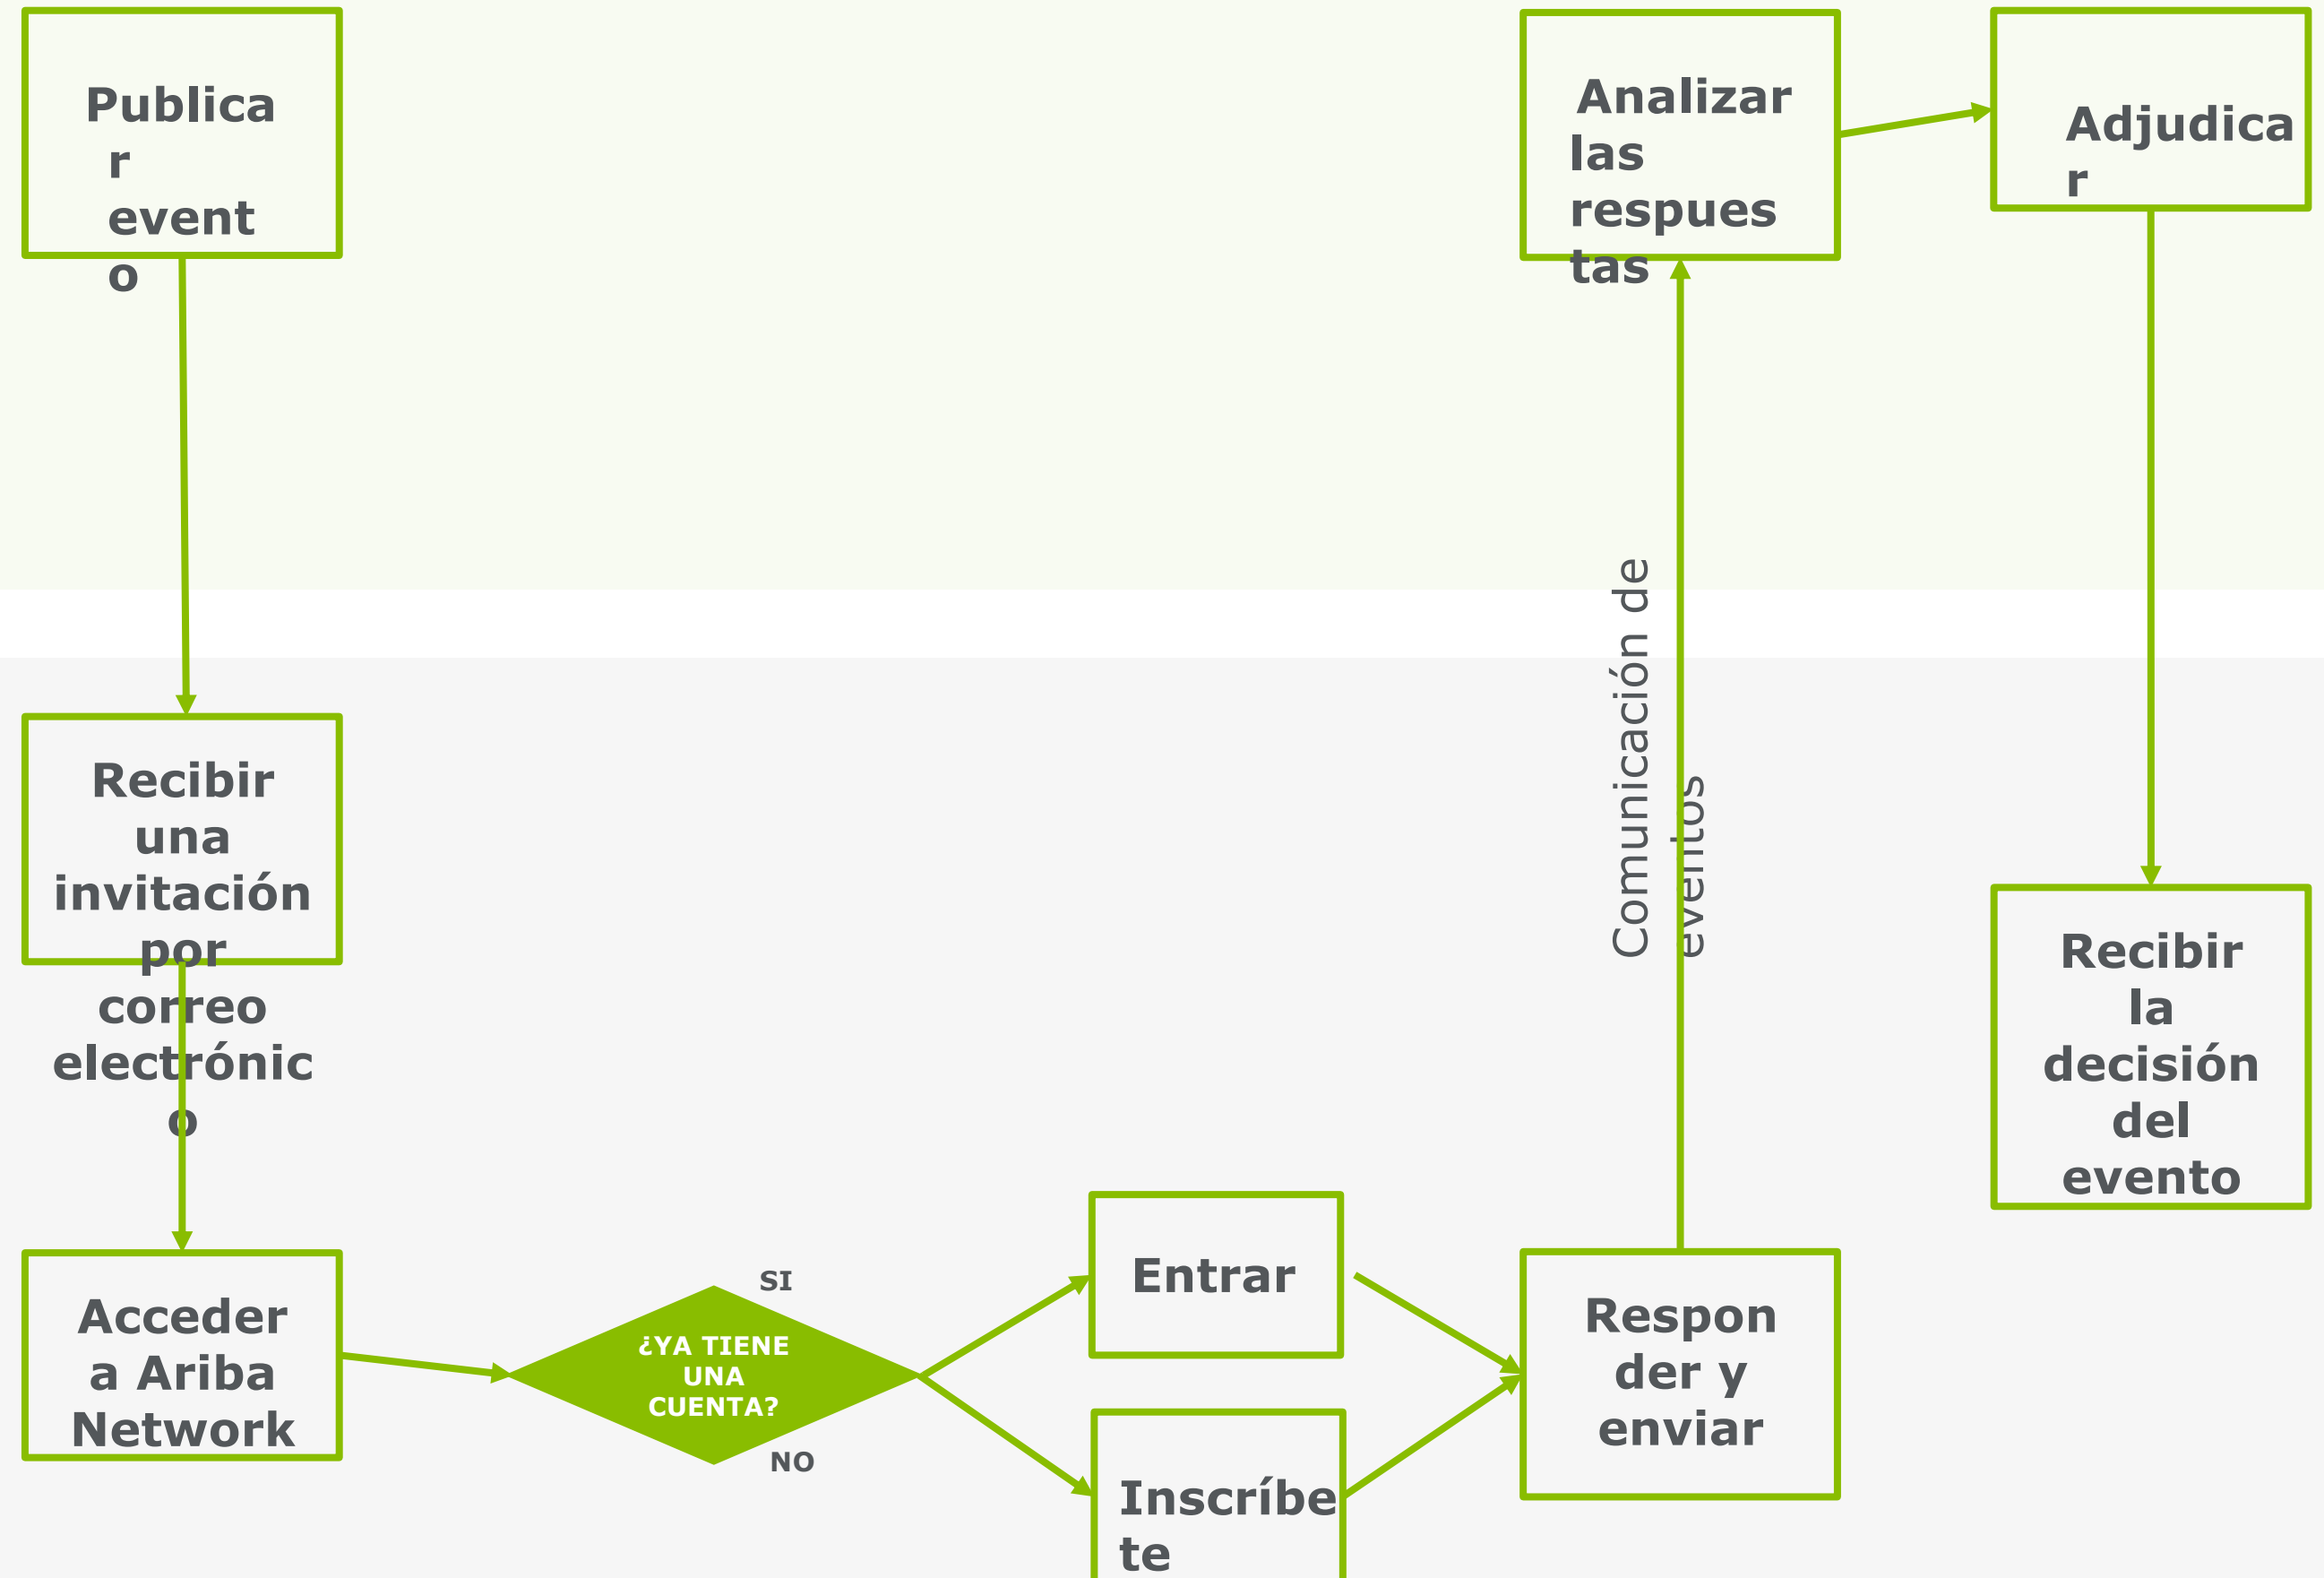 Publica
r
event
o
Analizar
las
respues
tas
Adjudica
r
Comunicación de
eventos
Recibir
una
invitación
por
correo
electrónic
o
Recibir
la
decisión
del
evento
Acceder
a Ariba
Network
SI
¿YA TIENE
UNA
CUENTA?
NO
Entrar
Inscríbe
te
Respon
der y
enviar